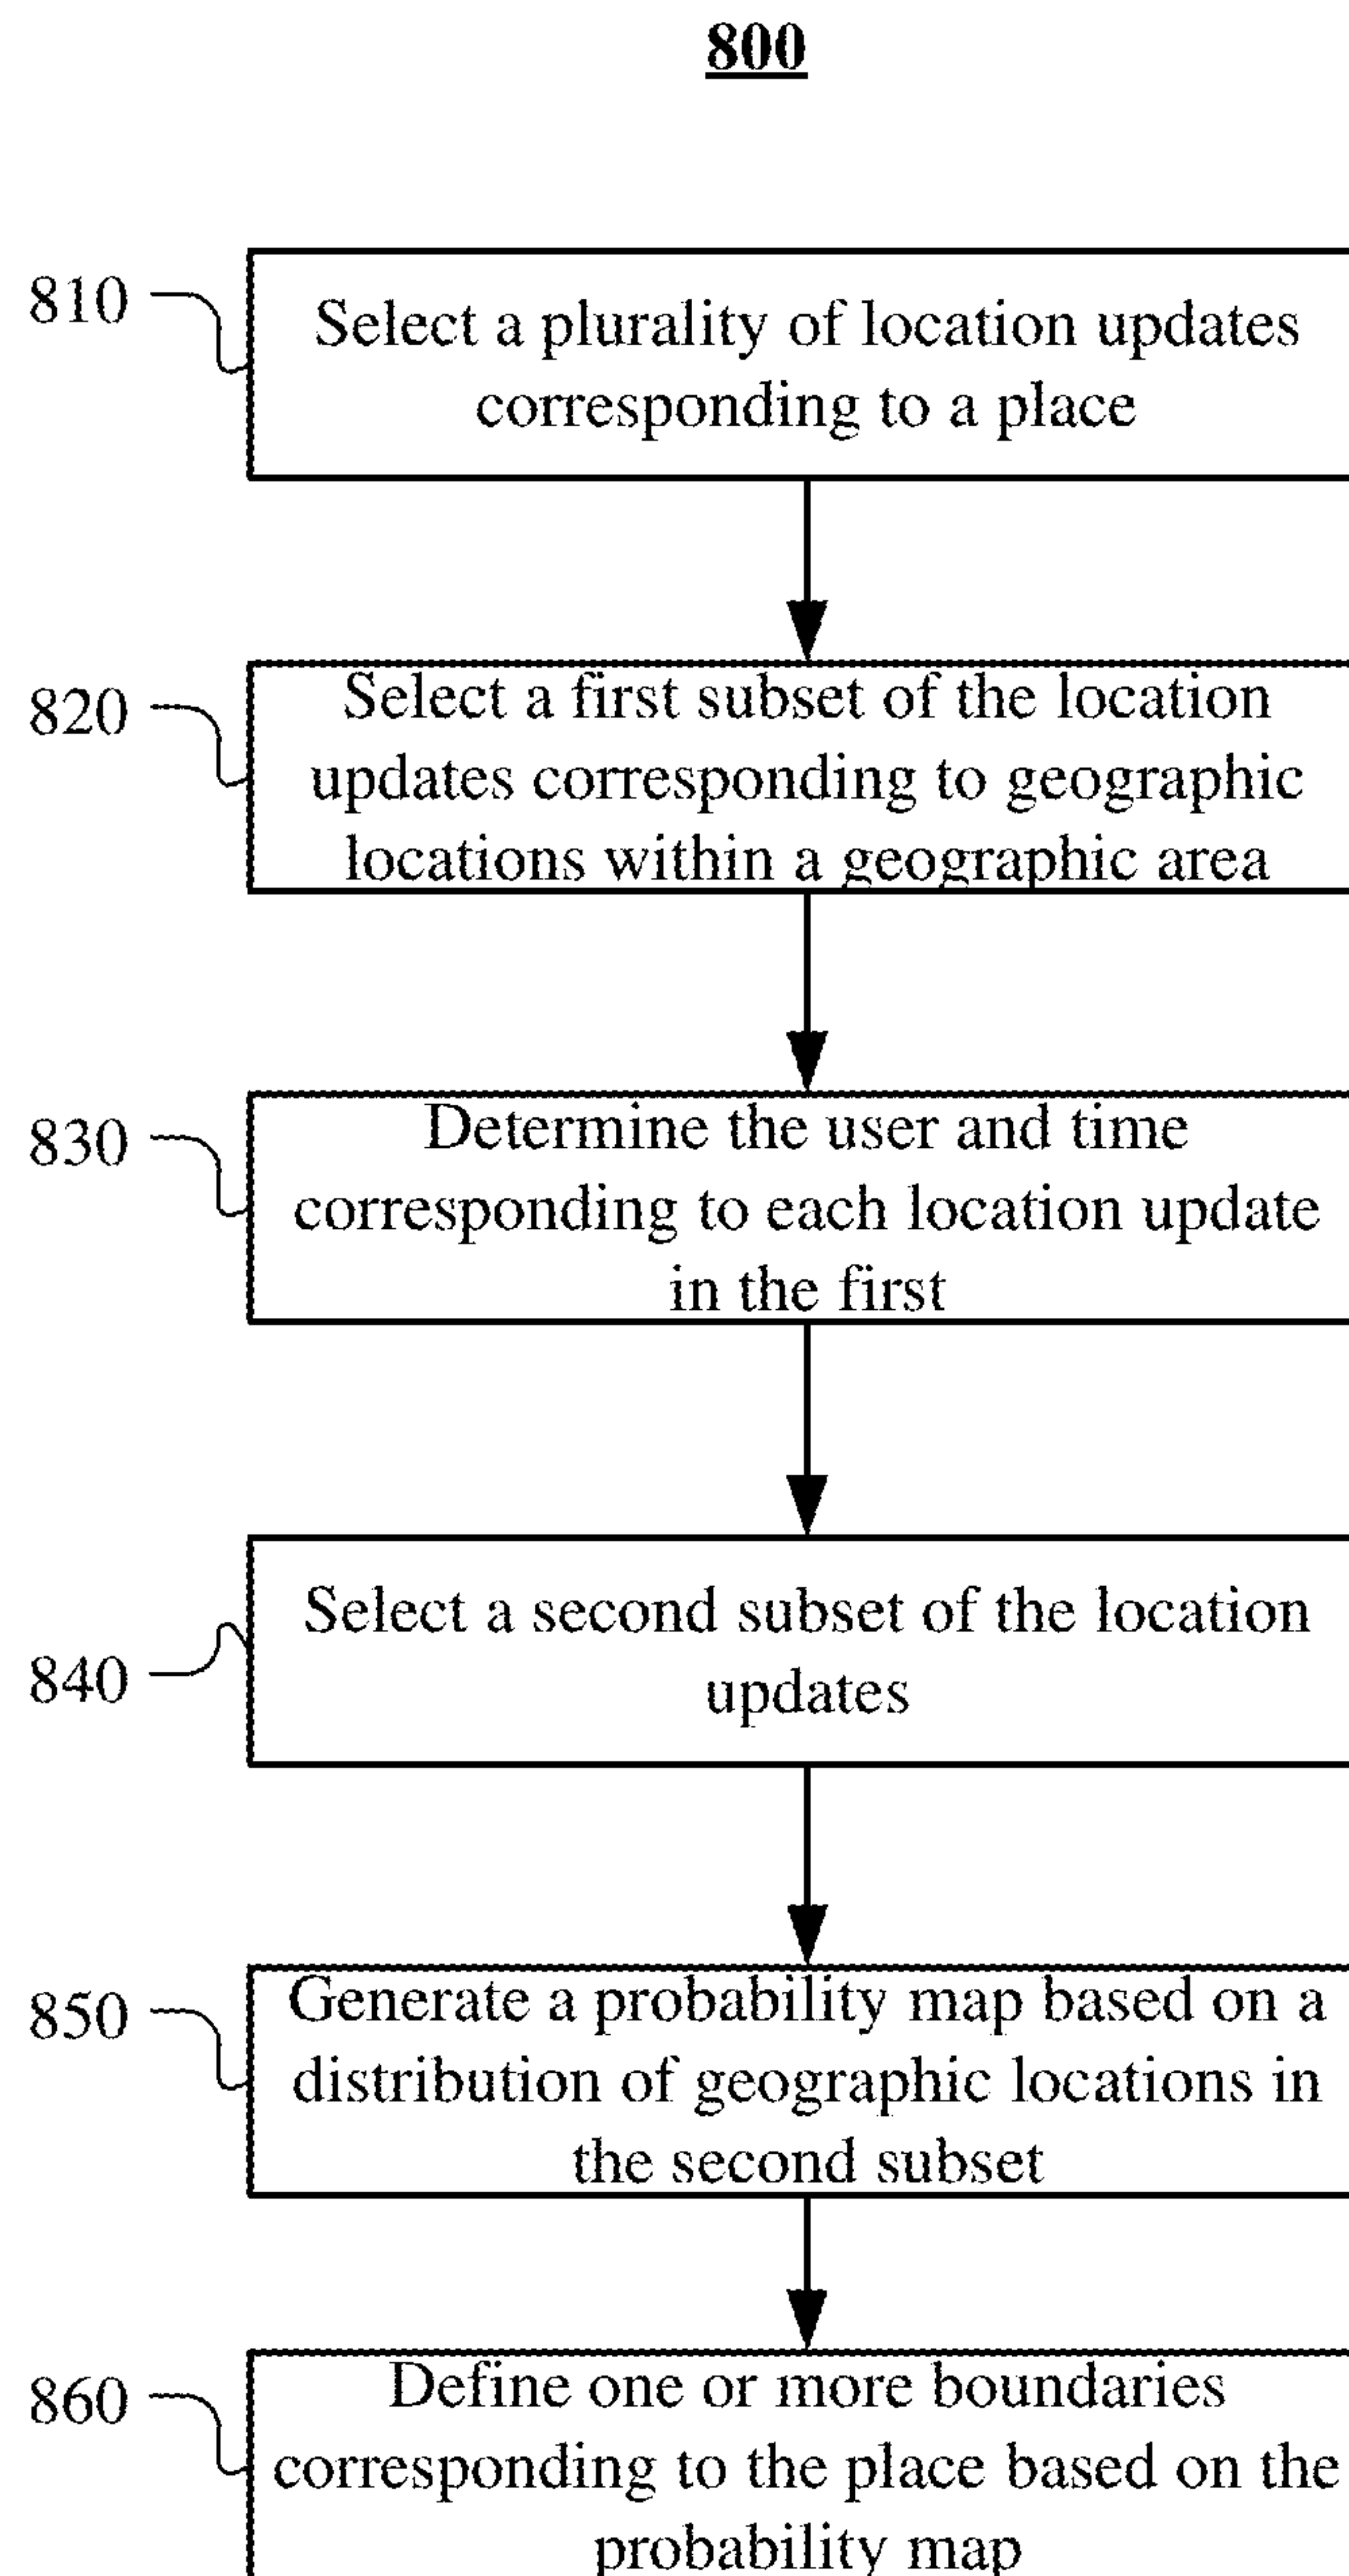 800
810
Select a plurality of location updates
corresponding to a place
820
Select a first subset of the location
updates corresponding to geographic
locations within a geographic area
830
Determine the user and time
corresponding to each location update
in the first
840
Select a second subset of the location
updates
850
Generate a probability map based on a
distribution of geographic locations in
the second subset
860
Define one or more boundaries
corresponding to the place based on the
probability map